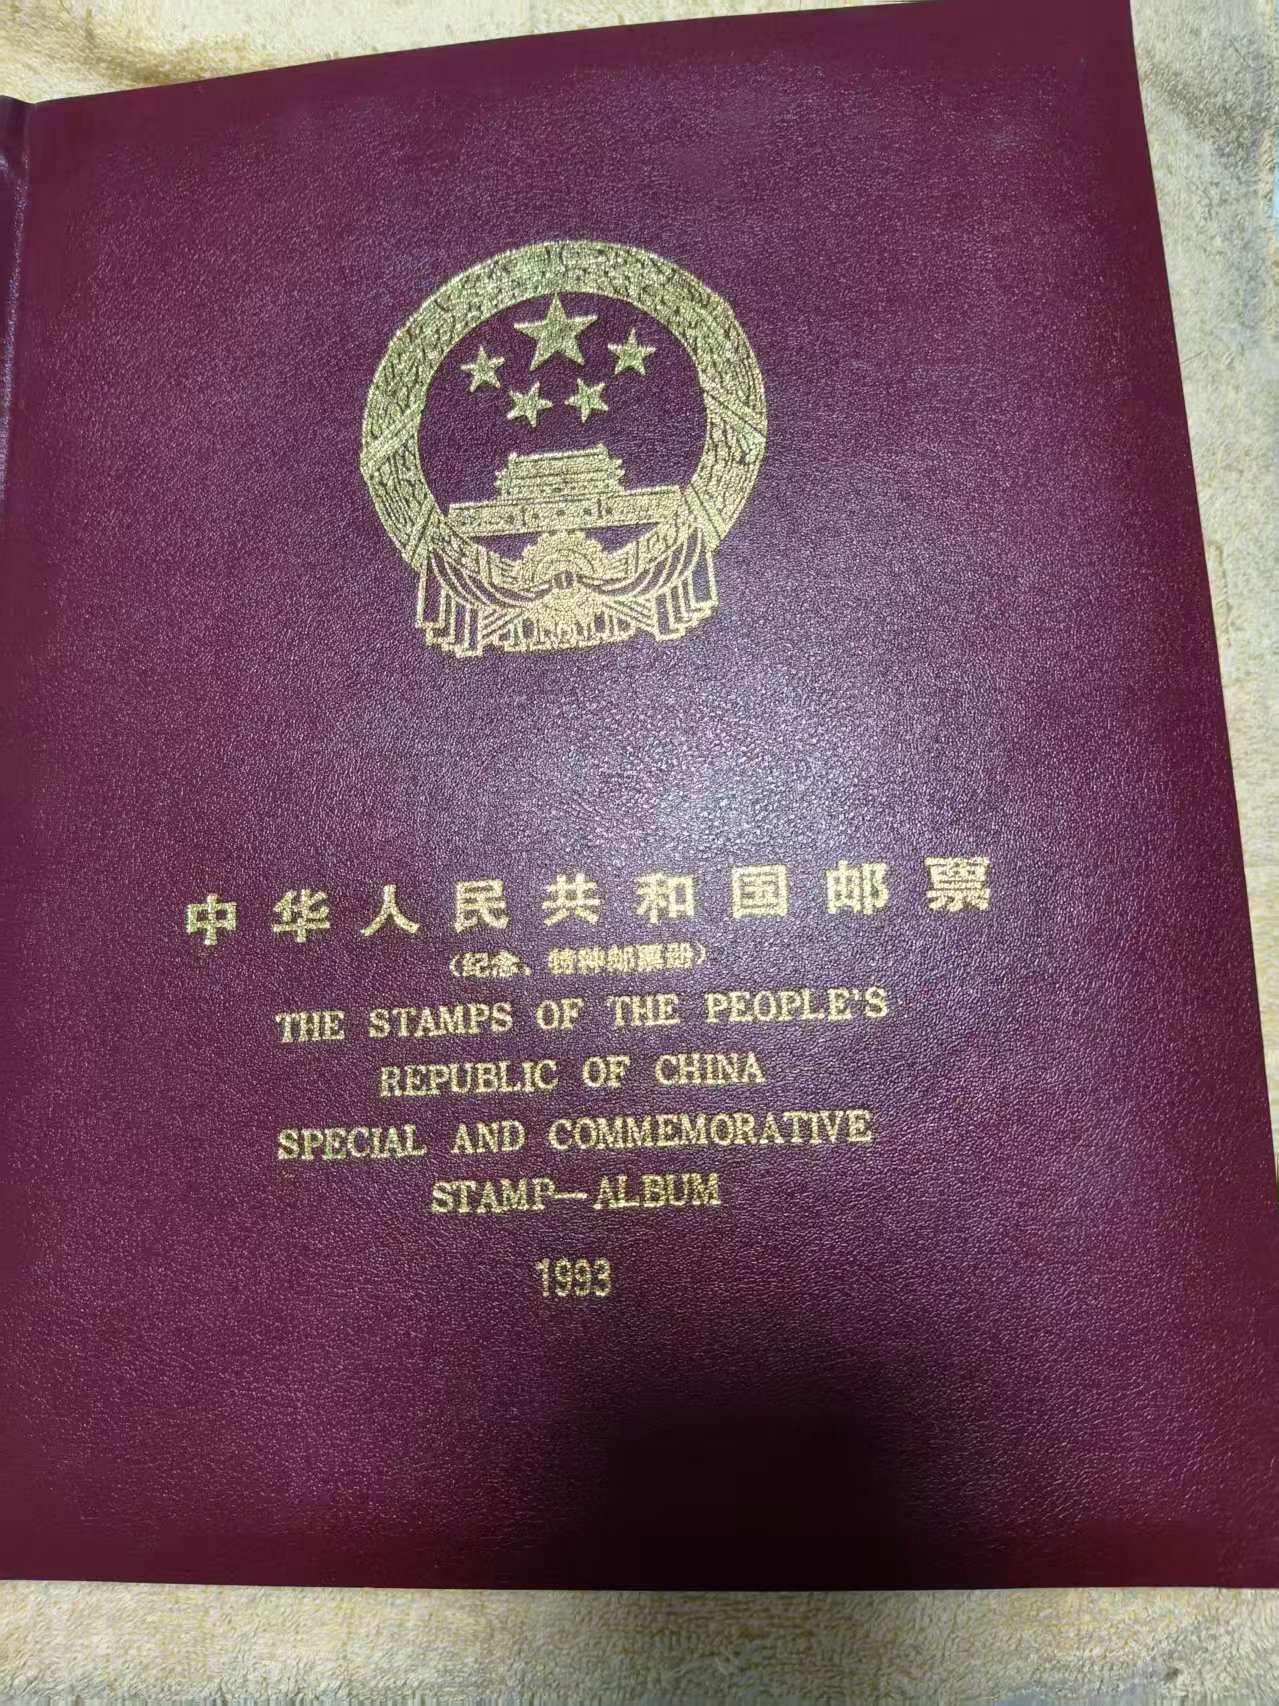 中华人民共和国邮票
（纪念、特种邮票册）
THE STAMPS OF THE PEOPLE'S
REPUBLIC OF CHINA
SPECIAL AND COMMEMORATIVE
STAMP—ALBUM
1993